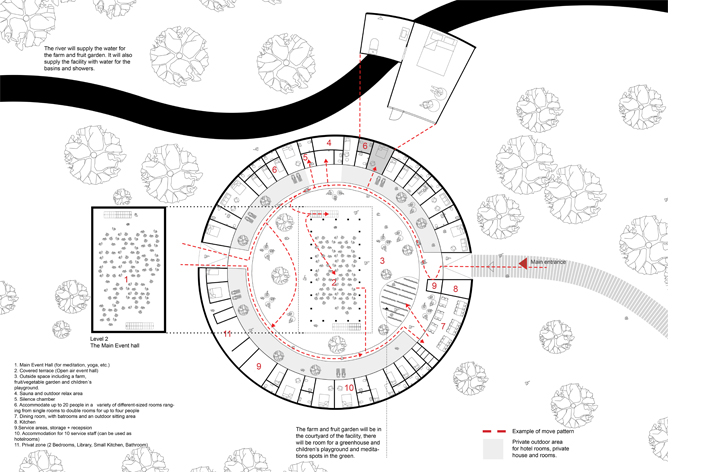 The river will supply the water for
the farm and fruit garden. It will also
supply the facility with water for the
basins and showers.
4
5
6
6
1
2
3
Main entrance
9
8
7
11
9
10
Level 2
The Main Event hall
1. Main Event Hall (for meditation, yoga, etc.)
2. Covered terrace (Open air event hall)
3. Outside space including a farm,
fruit/vegetable garden and children´s
playground.
4. Sauna and outdoor relax area
5. Silence chamber
6. Accommodate up to 20 people in a variety of different-sized rooms ran-
ging from single rooms to double rooms for up to four people
7. Dining room, with batrooms and an outdoor sitting area
8. Kitchen
9.Service areas, storage + recepsion
10. Accommodation for 10 service staff (can be used as
hotelrooms)
11. Privat zone (2 Bedrooms, Library, Small Kitchen, Bathroom)
The farm and fruit garden will be in
the courtyard of the facility, there
will be room for a greenhouse and
children's playground and medita-
tions spots in the green.
Example of move pattern
Private outdoor area
for hotel rooms, private
house and rooms.